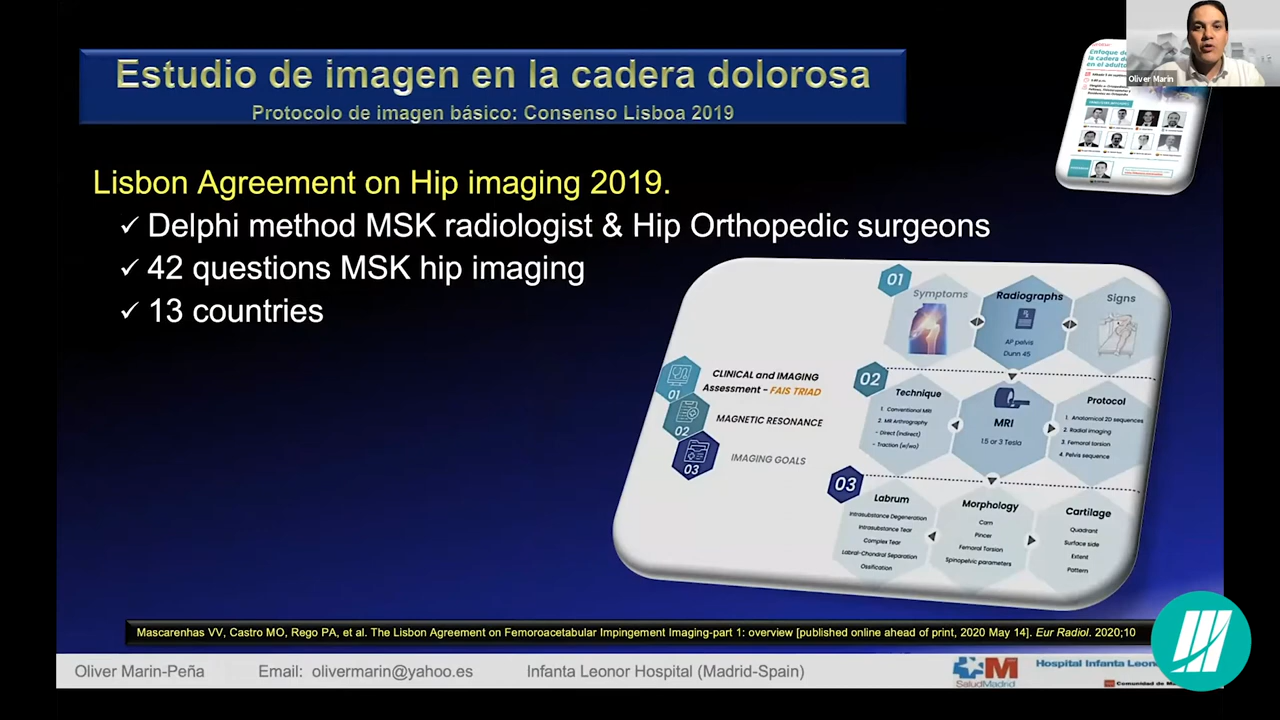 Estudio de imagen en la cadera dolorosa
Protocolo de imagen básico: Consenso Lisboa 2019
Oliver Marin
Enfoque de
la cadera do
en el adulto
Lisbon Agreement on Hip imaging 2019.
✓ Delphi method MSK radiologist & Hip Orthopedic surgeons
✓ 42 questions MSK hip imaging
✓ 13 countries
01
CLINICAL and IMAGING
Assessment - FAIS TRIAD
02
MAGNETIC RESONANCE
03
IMAGING GOALS
01
Symptoms
Radiographs
AP pelvis
Dunn 45
Signs
02
Technique
1. Conventional MRI
2. MR Arthrography
- Direct (indirect)
- Traction (w/wo)
MRI
1.5 or 3 Tesla
Protocol
1. Anatomical 2D sequences
2. Radial imaging
3. Femoral torsion
4. Pelvis sequence
03
Labrum
Intrasubstance Degeneration
Intrasubstance Tear
Complex Tear
Labral-Chondral Separation
Ossification
Morphology
Cam
Pincer
Femoral Torsion
Spinopelvic parameters
Cartilage
Quadrant
Surface side
Extent
Pattern
Mascarenhas VV, Castro MO, Rego PA, et al. The Lisbon Agreement on Femoroacetabular Impingement Imaging-part 1: overview [published online ahead of print, 2020 May 14]. Eur Radiol. 2020;10
Oliver Marin-Peña Email: olivermarin@yahoo.es Infanta Leonor Hospital (Madrid-Spain)
SaludMadrid
Hospital Infanta Leon
Comunidad de M